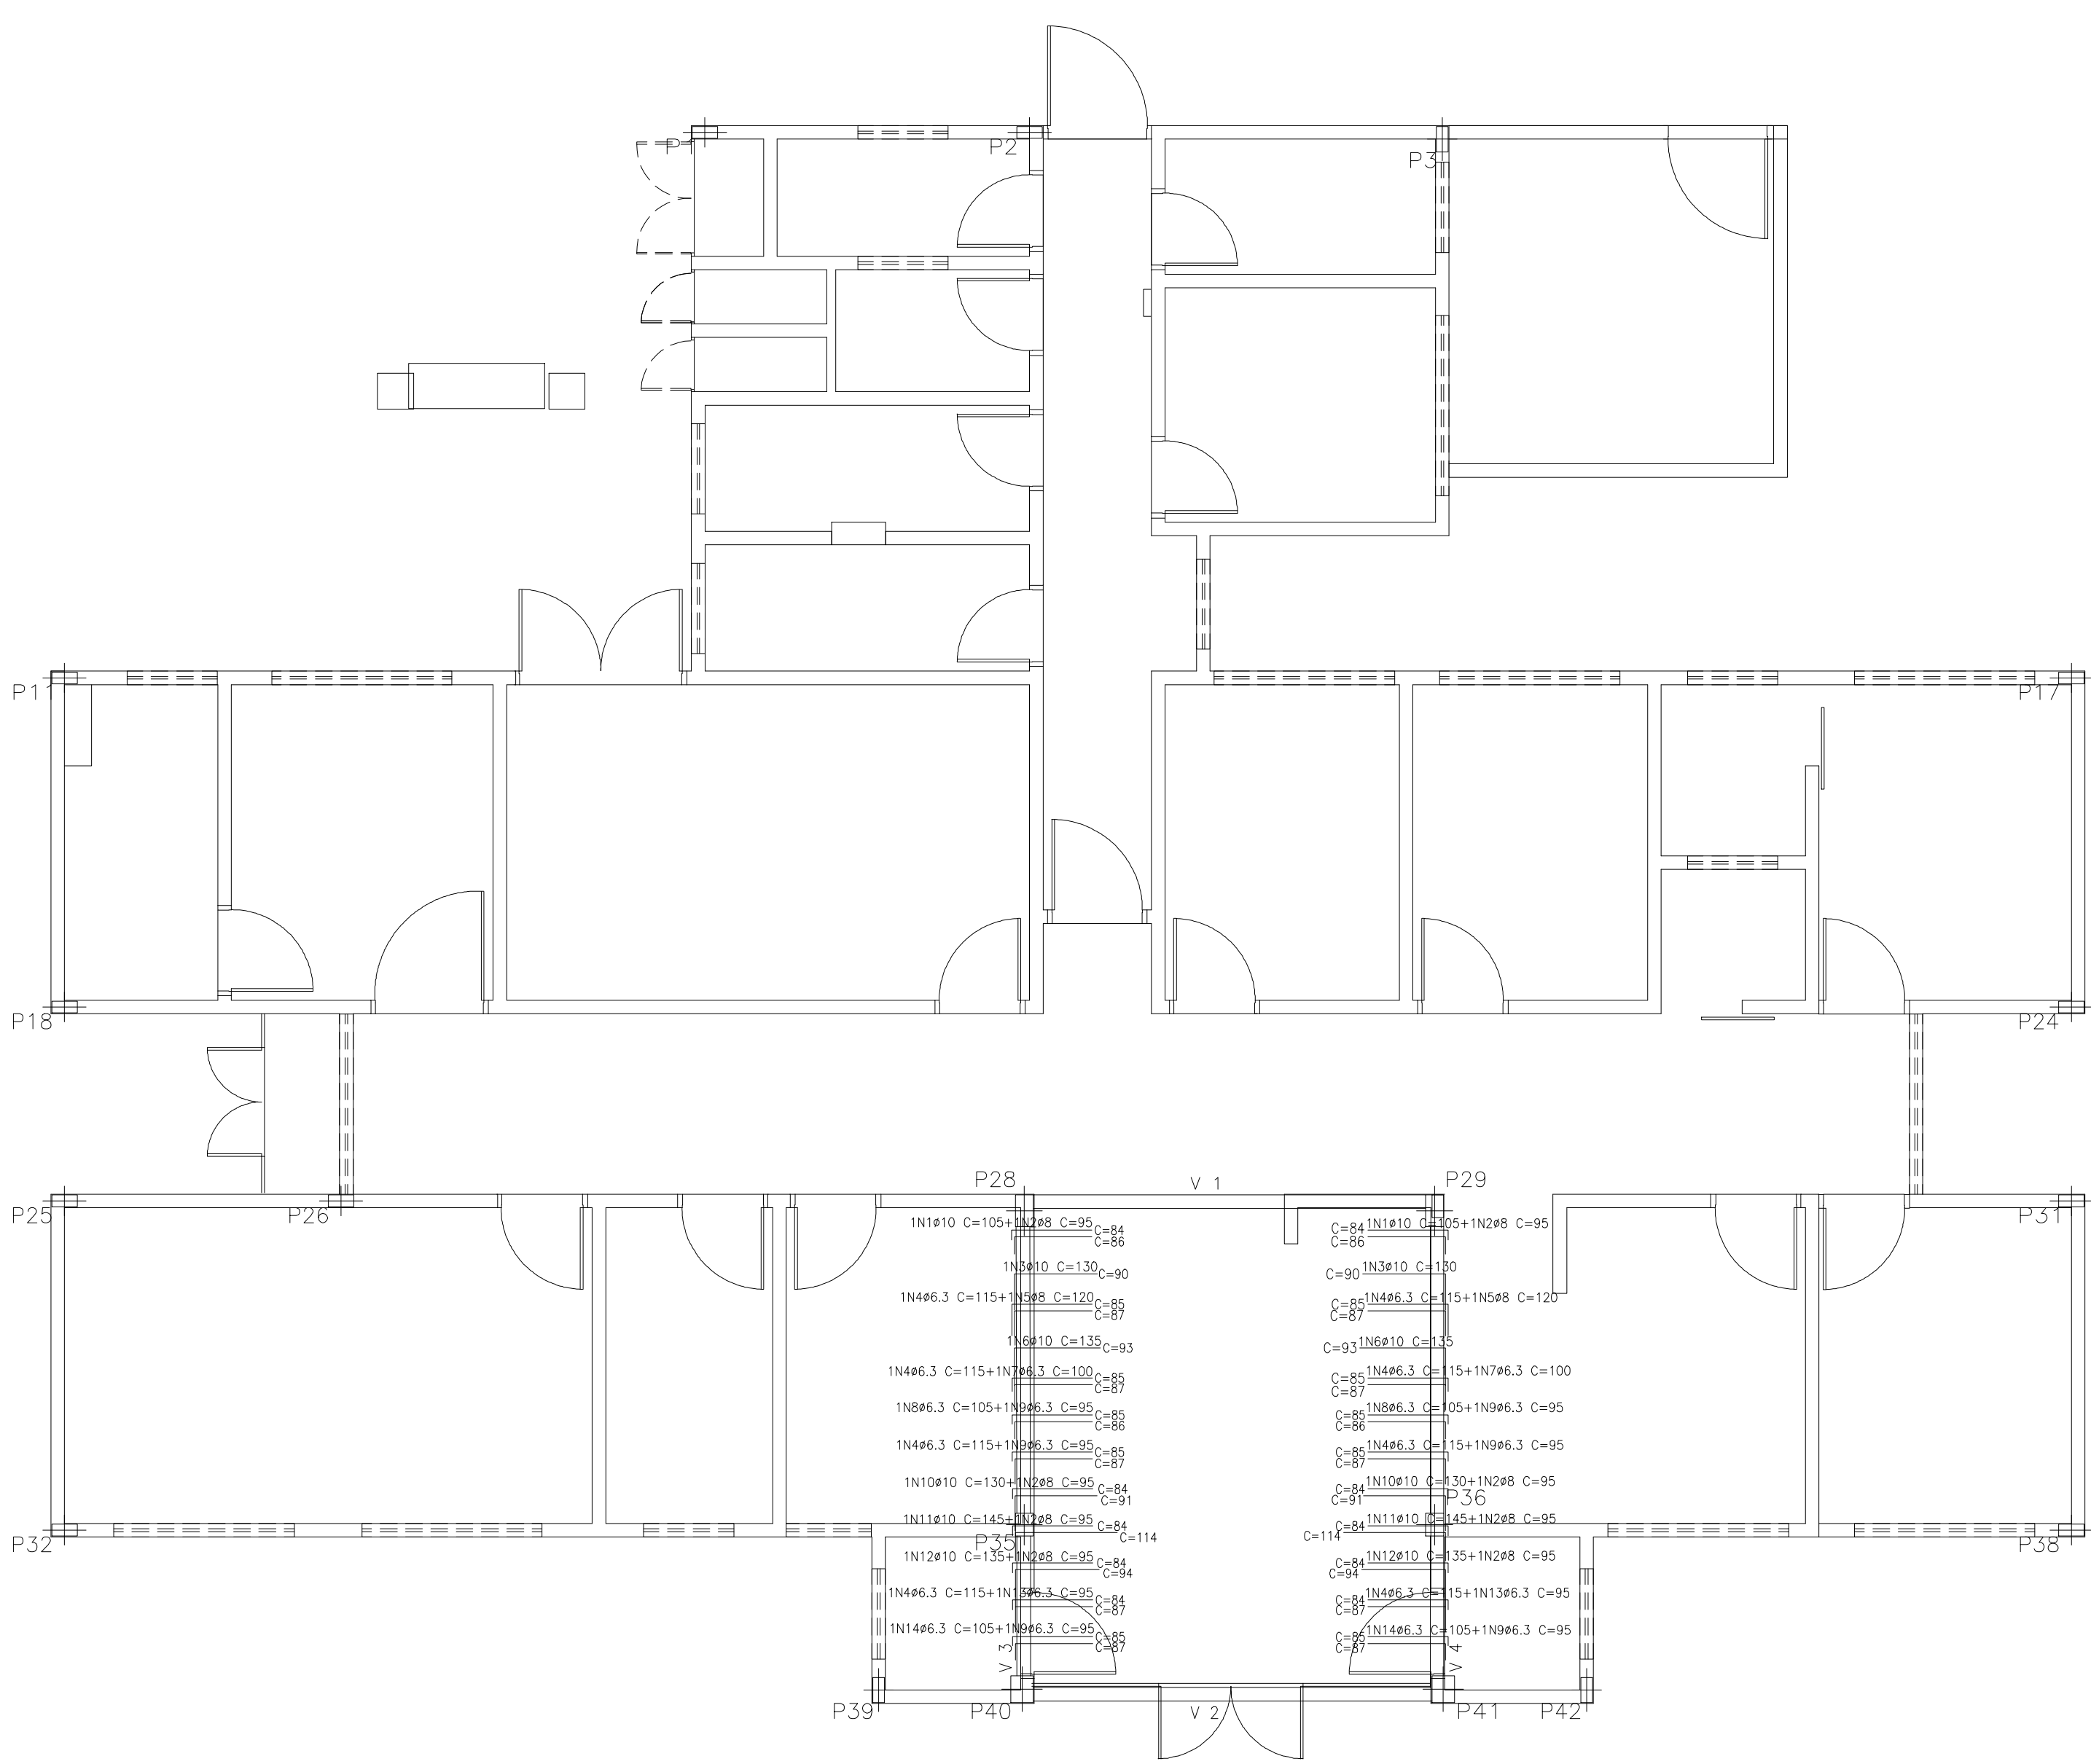 P1
P2
P3
P11
P17
P18
P24
P28
V 1
P29
P25
P26
P31
1N1ø10 C=105+1N2ø8 C=95
C=84
C=86
C=84
C=86
1N1ø10 C=105+1N2ø8 C=95
1N3ø10 C=130
C=90
C=90
1N3ø10 C=130
1N4ø6.3 C=115+1N5ø8 C=120
C=85
C=87
C=85
C=87
1N4ø6.3 C=115+1N5ø8 C=120
1N6ø10 C=135
C=93
C=93
1N6ø10 C=135
1N4ø6.3 C=115+1N7ø6.3 C=100
C=85
C=87
C=85
C=87
1N4ø6.3 C=115+1N7ø6.3 C=100
1N8ø6.3 C=105+1N9ø6.3 C=95
C=85
C=86
C=85
C=86
1N8ø6.3 C=105+1N9ø6.3 C=95
1N4ø6.3 C=115+1N9ø6.3 C=95
C=85
C=87
C=85
C=87
1N4ø6.3 C=115+1N9ø6.3 C=95
1N10ø10 C=130+1N2ø8 C=95
C=84
C=91
C=84
C=91
1N10ø10 C=130+1N2ø8 C=95
P36
1N11ø10 C=145+1N2ø8 C=95
C=84
C=114
C=84
C=114
1N11ø10 C=145+1N2ø8 C=95
P32
P35
P38
1N12ø10 C=135+1N2ø8 C=95
C=84
C=94
C=84
C=94
1N12ø10 C=135+1N2ø8 C=95
1N4ø6.3 C=115+1N13ø6.3 C=95
C=84
C=87
C=84
C=87
1N4ø6.3 C=115+1N13ø6.3 C=95
1N14ø6.3 C=105+1N9ø6.3 C=95
C=85
C=87
C=85
C=87
1N14ø6.3 C=105+1N9ø6.3 C=95
V 3
V 4
P39
P40
V 2
P41
P42